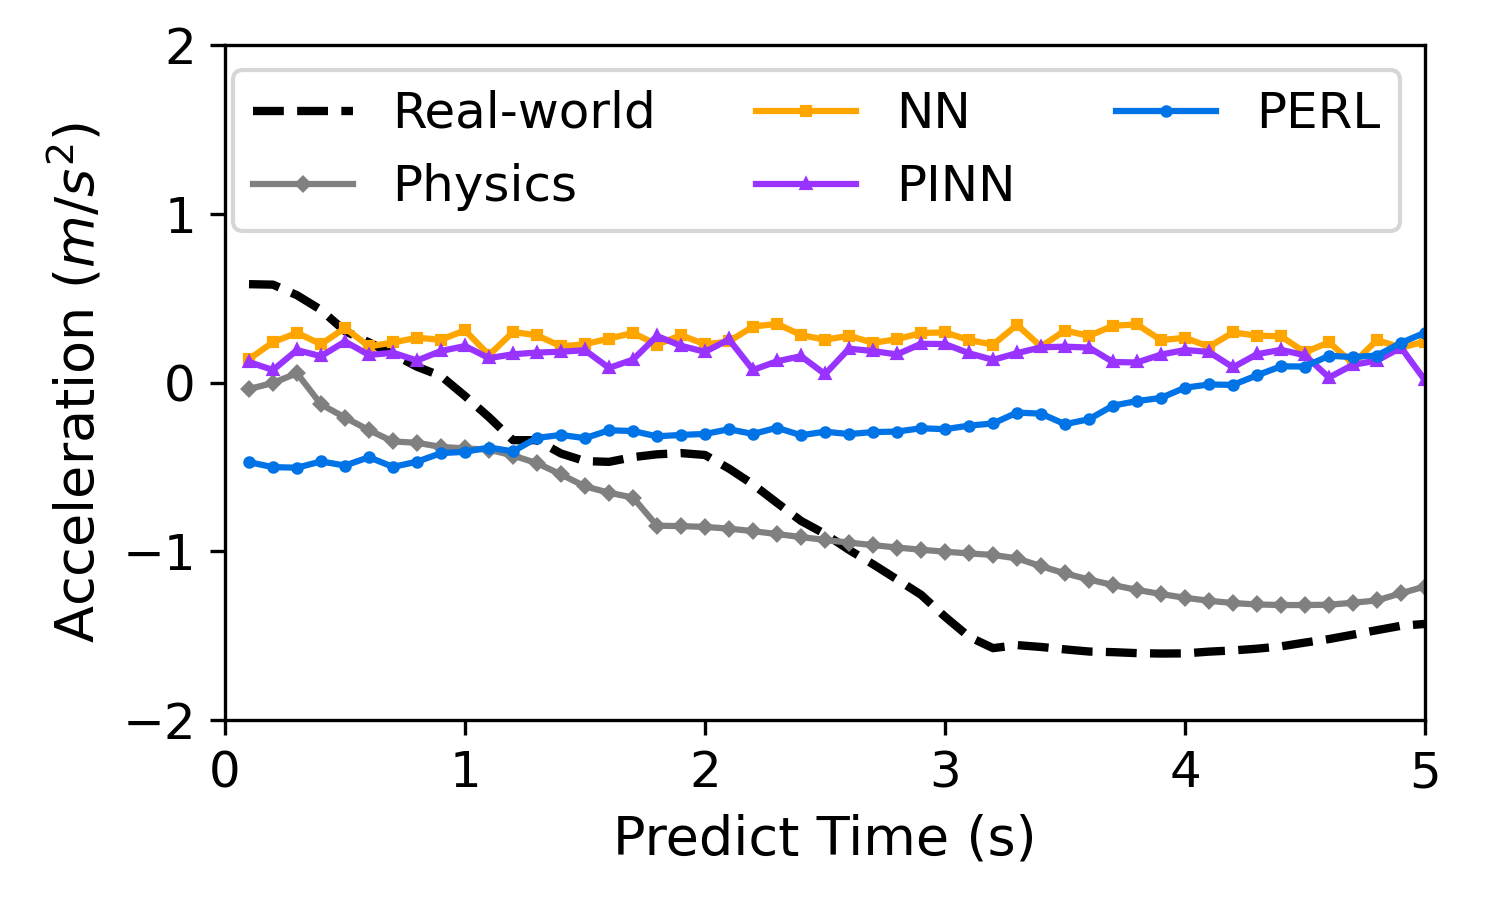 2
Real-world NN PERL
Physics PINN
1
0
−1
−2
0 1 2 3 4 5
Acceleration (m/s²)
Predict Time (s)